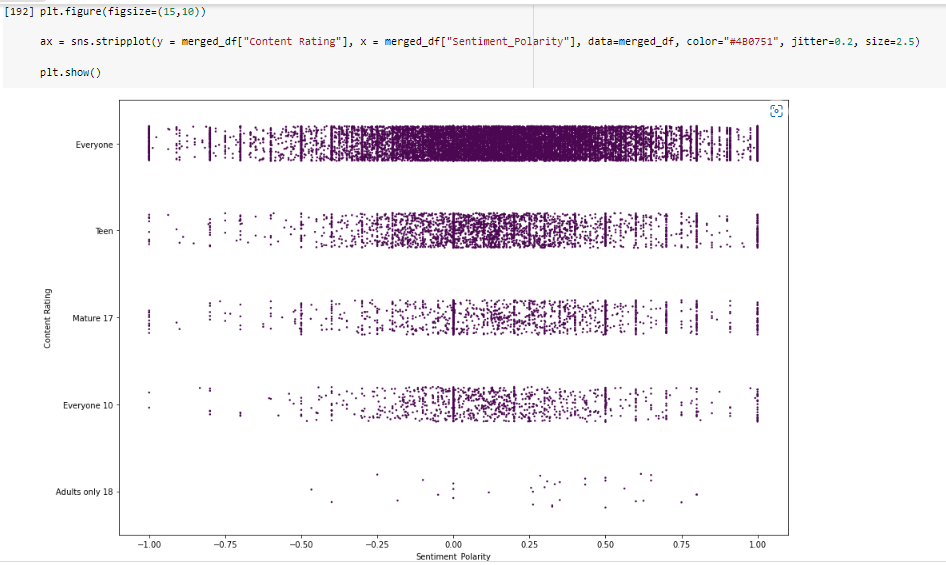 [192] plt.figure(figsize=(15,10))
ax = sns.stripplot(y = merged_df["Content Rating"], x = merged_df["Sentiment_Polarity"], data=merged_df, color="#4B0751", jitter=0.2, size=2.5)
plt.show()
Everyone
Teen
Mature 17
Everyone 10
Adults only 18
Content Rating
−1.00 −0.75 −0.50 −0.25 0.00 0.25 0.50 0.75 1.00
Sentiment_Polarity